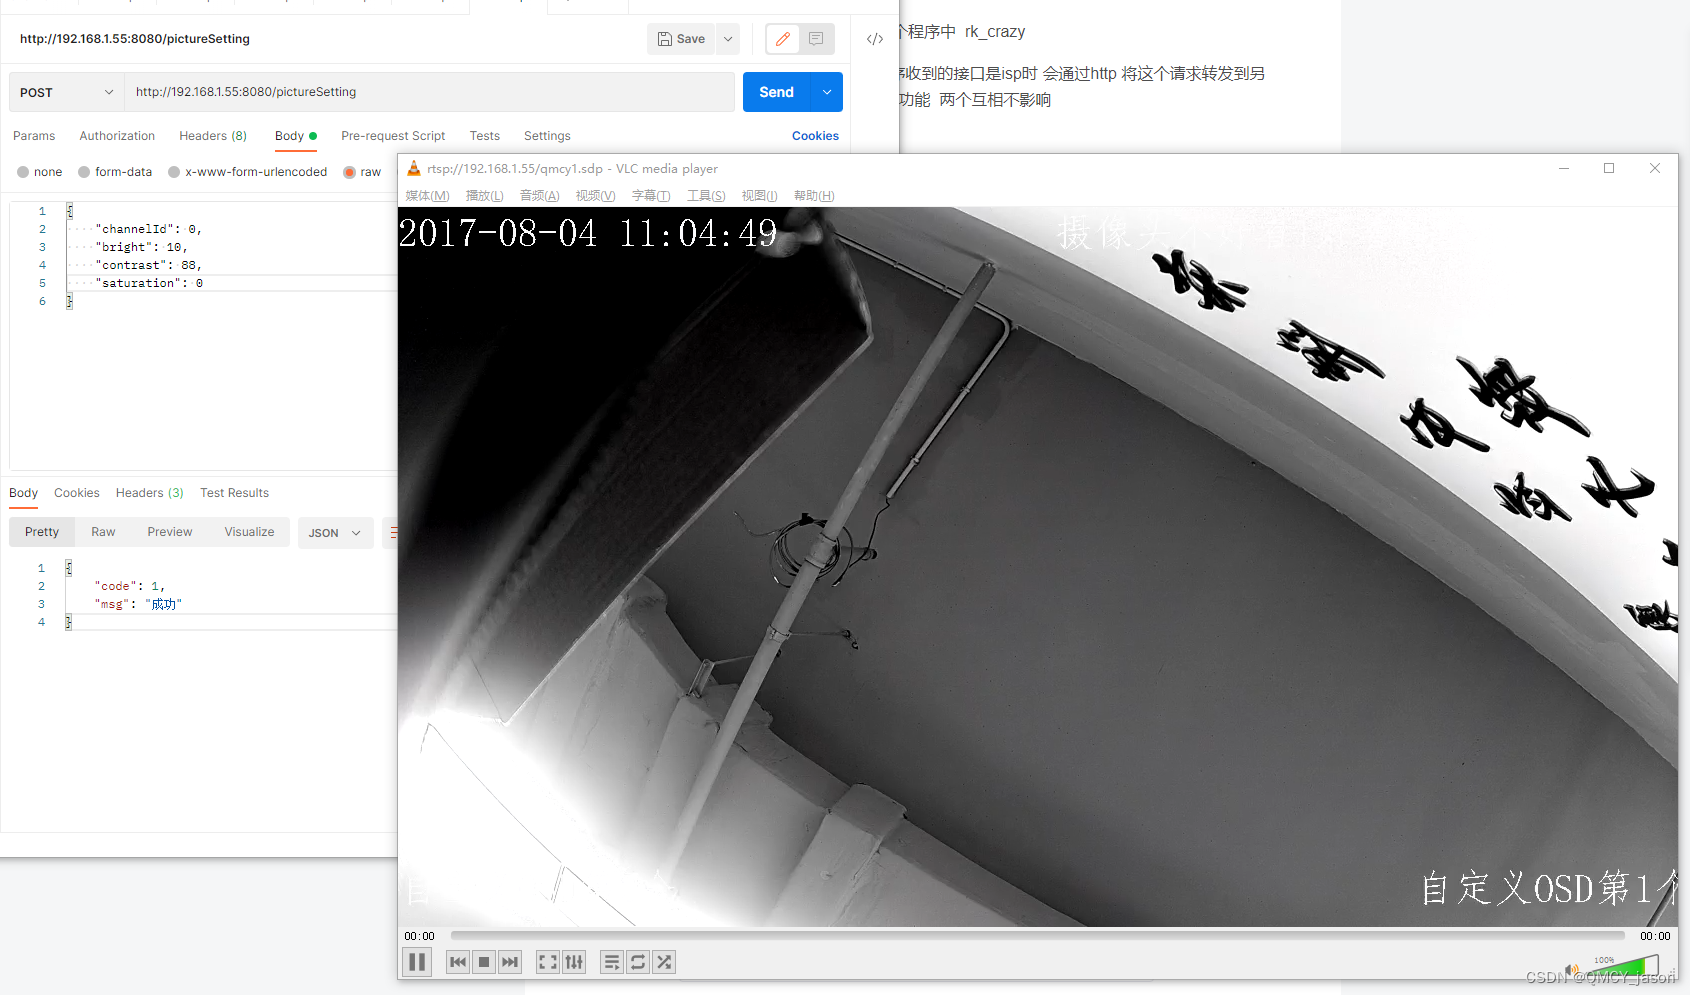 http://192.168.1.55:8080/pictureSetting
Save
个程序中 rk_crazy
收到的接口是isp时 会通过http 将这个请求转发到另
功能 两个互相不影响
POST
http://192.168.1.55:8080/pictureSetting
Send
Params Authorization Headers (8) Body Pre-request Script Tests Settings Cookies
none form-data x-www-form-urlencoded raw
1 {
2 "channelId": 0,
3 "bright": 10,
4 "contrast": 88,
5 "saturation": 0
6 }
Body Cookies Headers (3) Test Results
Pretty Raw Preview Visualize JSON
1 {
2 "code": 1,
3 "msg": "成功"
4 }
rtsp://192.168.1.55/qmcy1.sdp - VLC media player
媒体(M) 播放(L) 音频(A) 视频(V) 字幕(T) 工具(S) 视图(I) 帮助(H)
2017-08-04 11:04:49
摄像头
自定义OSD第1个
00:00
00:00
100%
CSDN @QMCY_jason